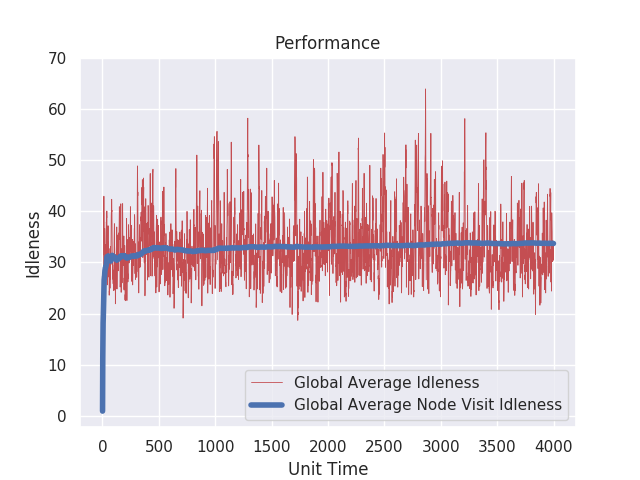 Performance
70
60
50
40
30
20
10
0
Idleness
Global Average Idleness
Global Average Node Visit Idleness
0 500 1000 1500 2000 2500 3000 3500 4000
Unit Time